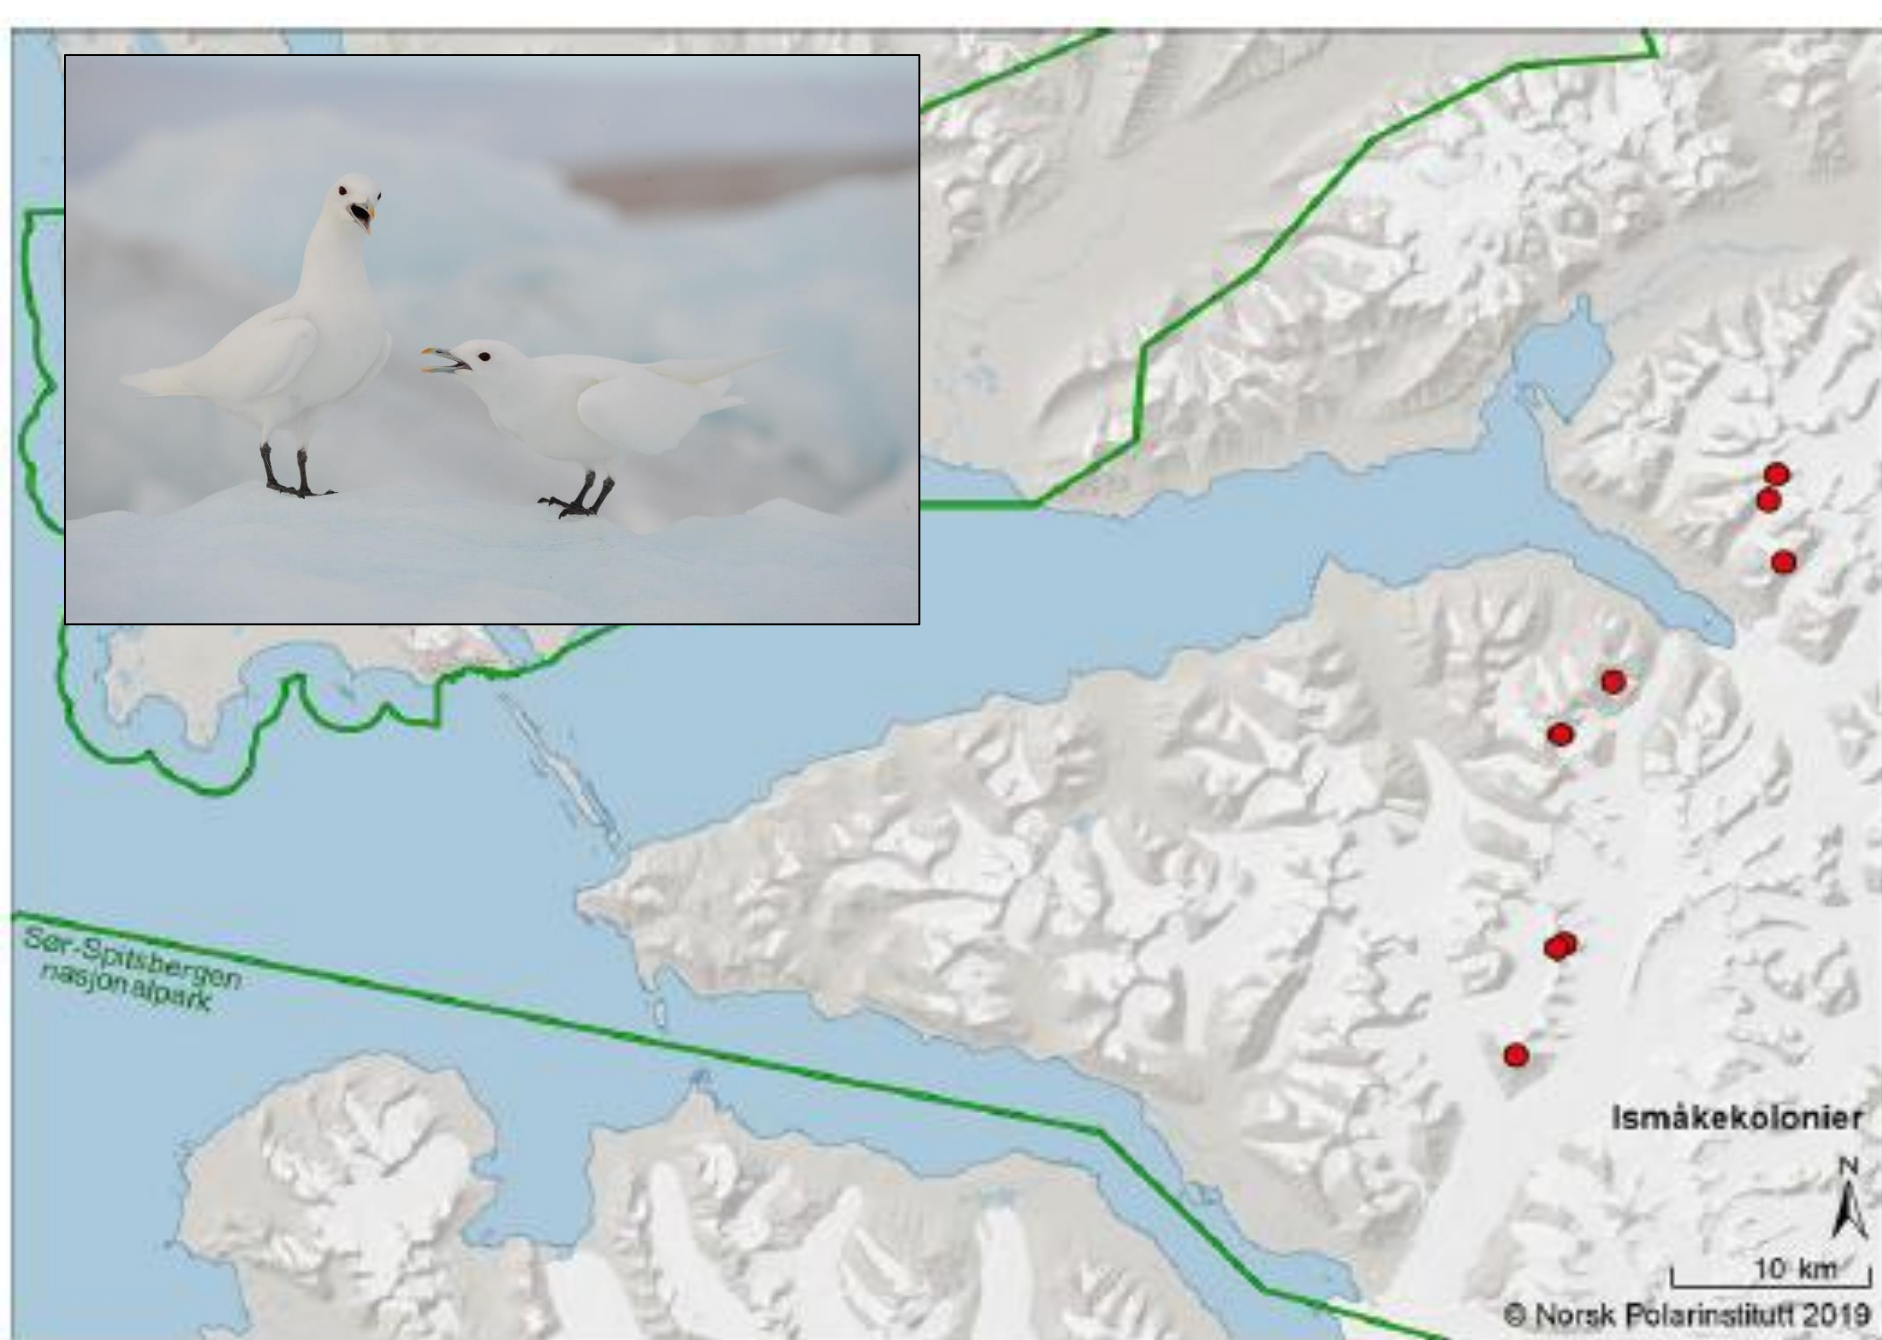 Sør-Spitsbergen
nasjonalpark
Ismåkekolonier
N
10 km
© Norsk Polarinstitutt 2019